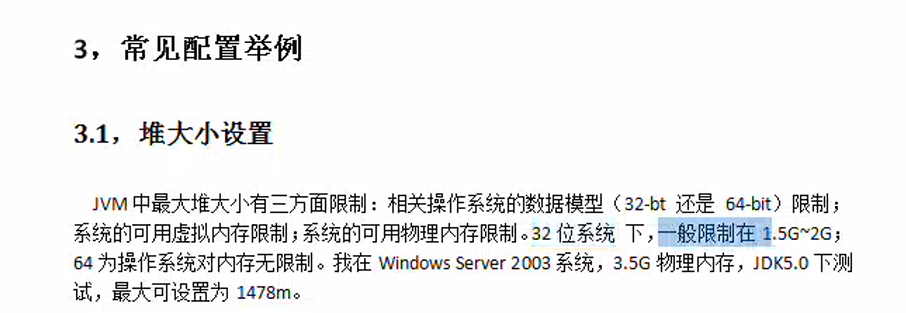 3，常见配置举例
3.1，堆大小设置
JVM 中最大堆大小有三方面限制：相关操作系统的数据模型（32-bt 还是 64-bit）限制；
系统的可用虚拟内存限制；系统的可用物理内存限制。32 位系统 下，一般限制在 1.5G~2G；
64 为操作系统对内存无限制。我在 Windows Server 2003 系统，3.5G 物理内存，JDK5.0 下测
试，最大可设置为 1478m。